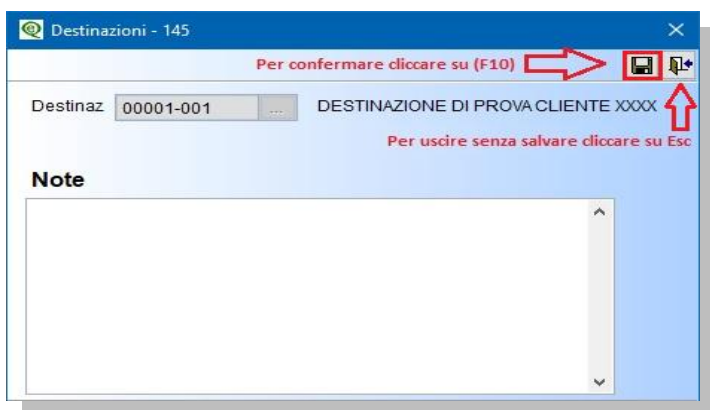 Destinazioni - 145
Per confermare cliccare su (F10)
Destinaz 00001-001 ... DESTINAZIONE DI PROVA CLIENTE XXXX
Per uscire senza salvare cliccare su Esc
Note